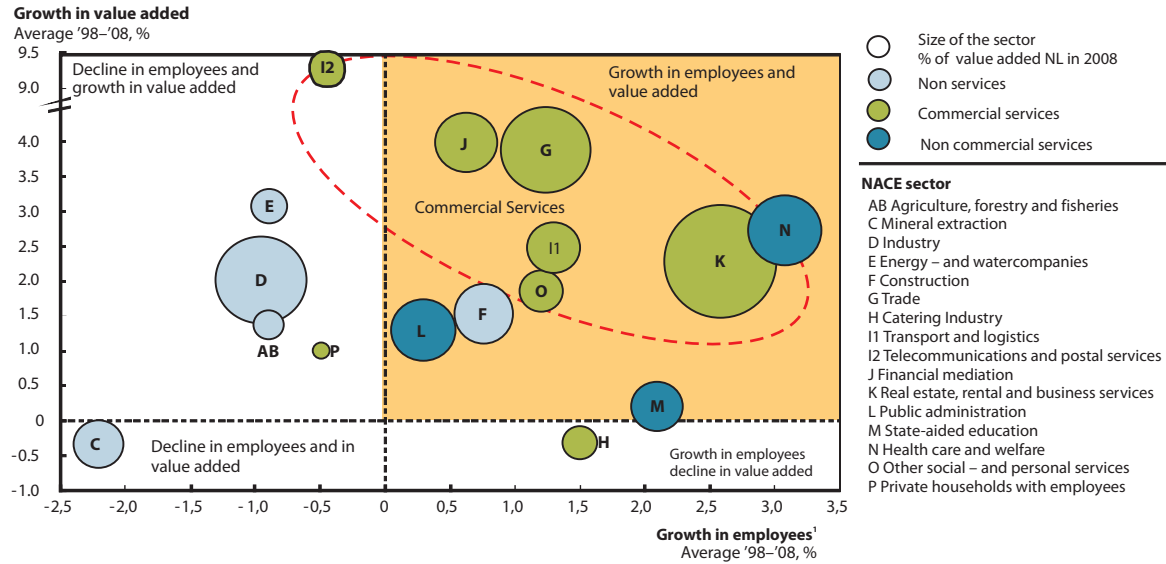 Growth in value added
Average '98–'08, %
9.5
9.0
4.0
3.5
3.0
2.5
2.0
1.5
1.0
0.5
0
-0.5
-1.0
Decline in employees and
growth in value added
I2
Growth in employees and
value added
J
G
Commercial Services
E
N
I1
K
D
O
F
L
AB
P
M
C
H
Decline in employees and in
value added
Growth in employees
decline in value added
-2,5
-2,0
-1,5
-1,0
-0,5
0
0,5
1,0
1,5
2,0
2,5
3,0
3,5
Growth in employees¹
Average '98–'08, %
Size of the sector
% of value added NL in 2008
Non services
Commercial services
Non commercial services
NACE sector
AB Agriculture, forestry and fisheries
C Mineral extraction
D Industry
E Energy – and watercompanies
F Construction
G Trade
H Catering Industry
I1 Transport and logistics
I2 Telecommunications and postal services
J Financial mediation
K Real estate, rental and business services
L Public administration
M State-aided education
N Health care and welfare
O Other social – and personal services
P Private households with employees